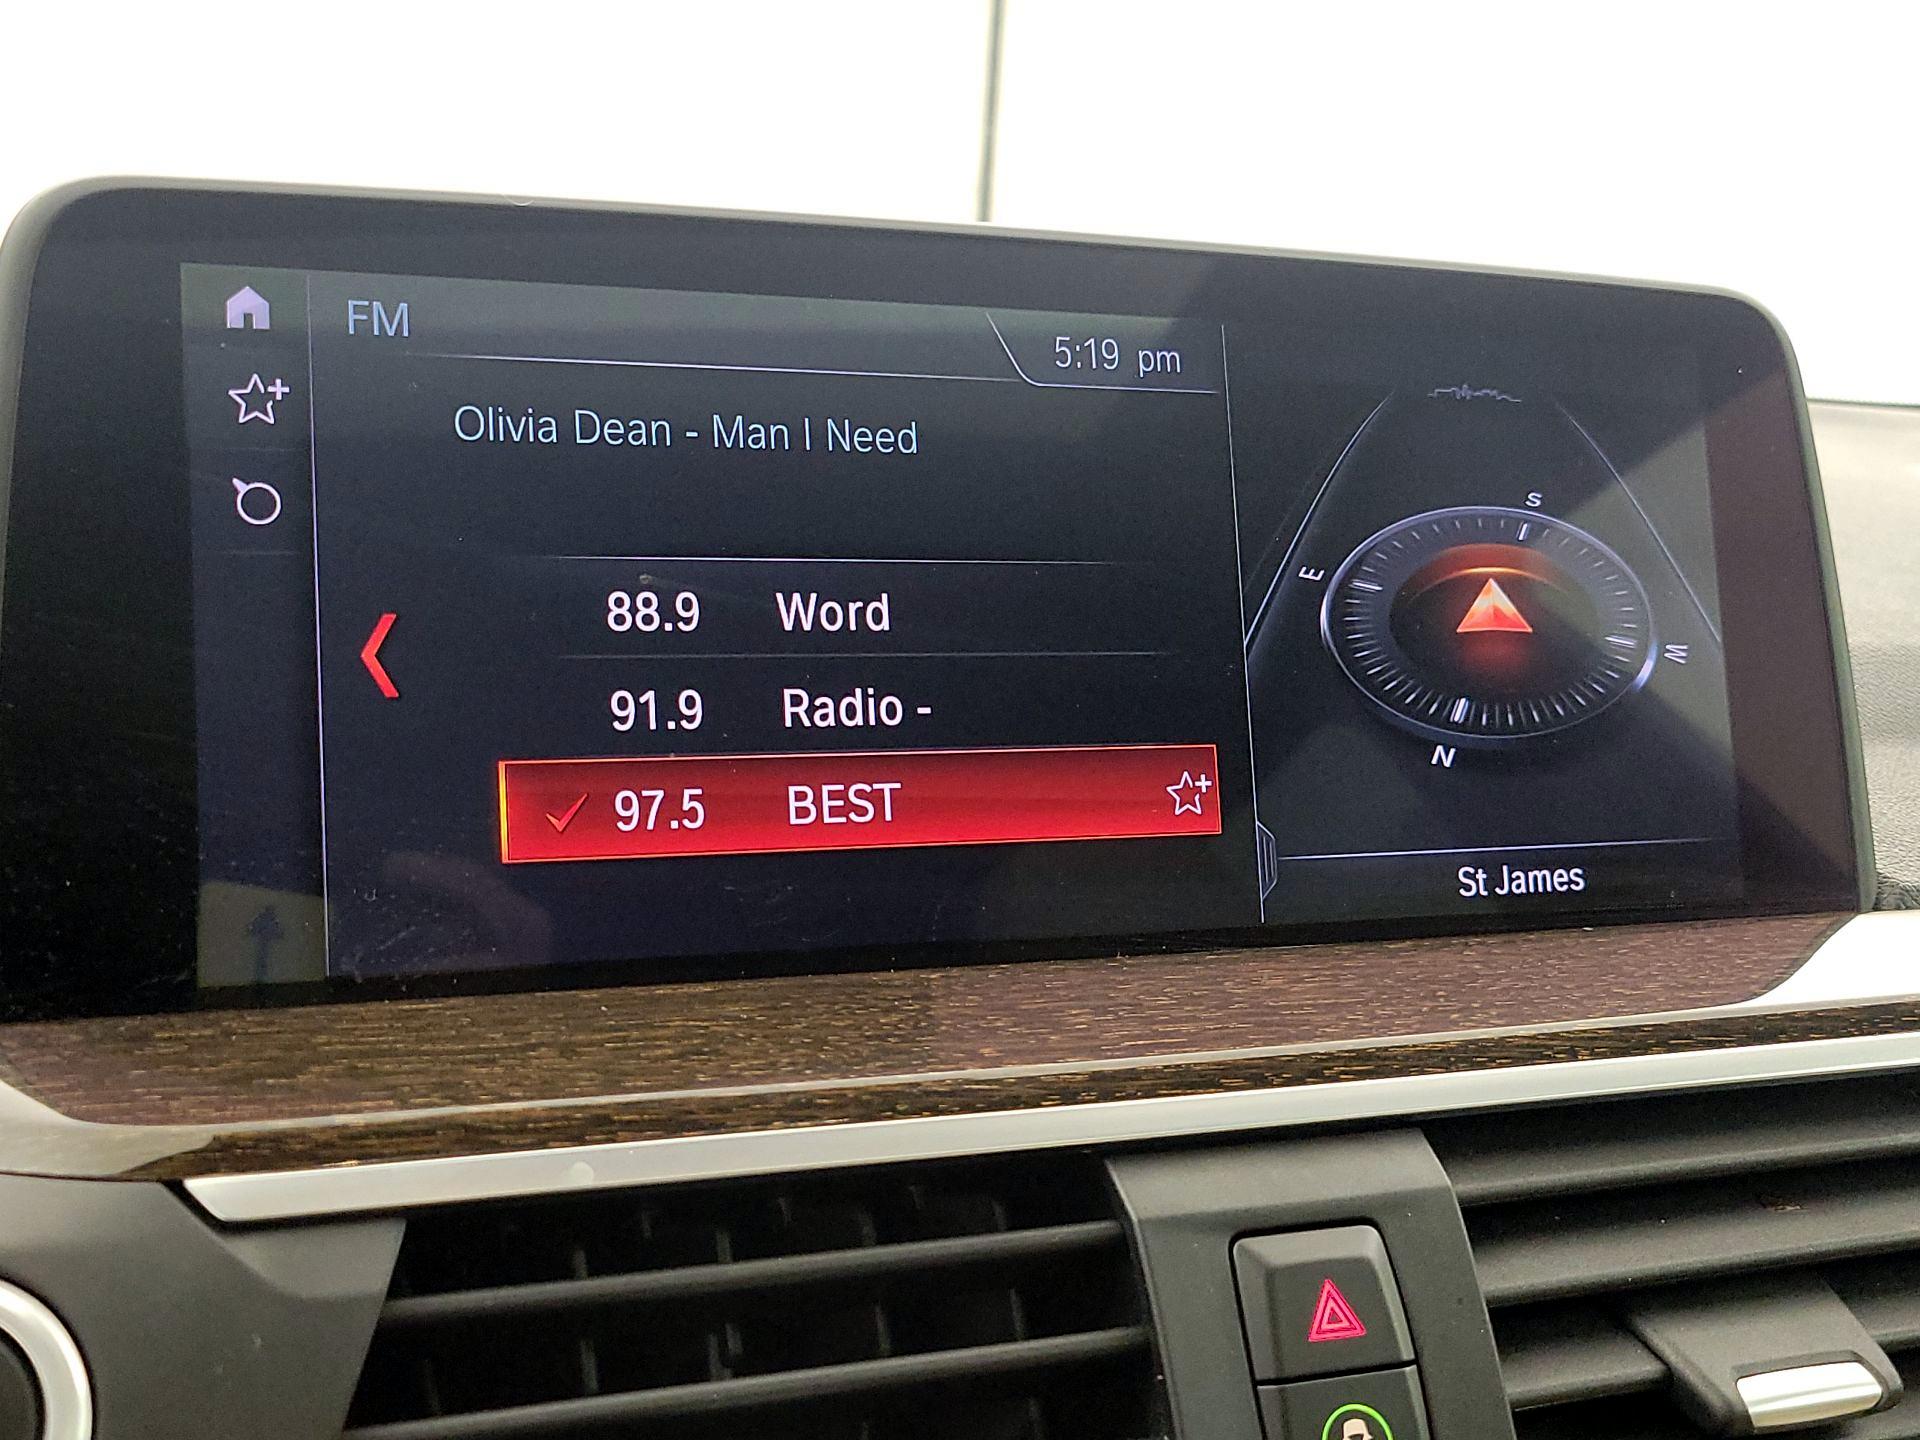 FM
5:19 pm
Olivia Dean - Man I Need
88.9 Word
91.9 Radio -
97.5 BEST
S
E
W
N
St James